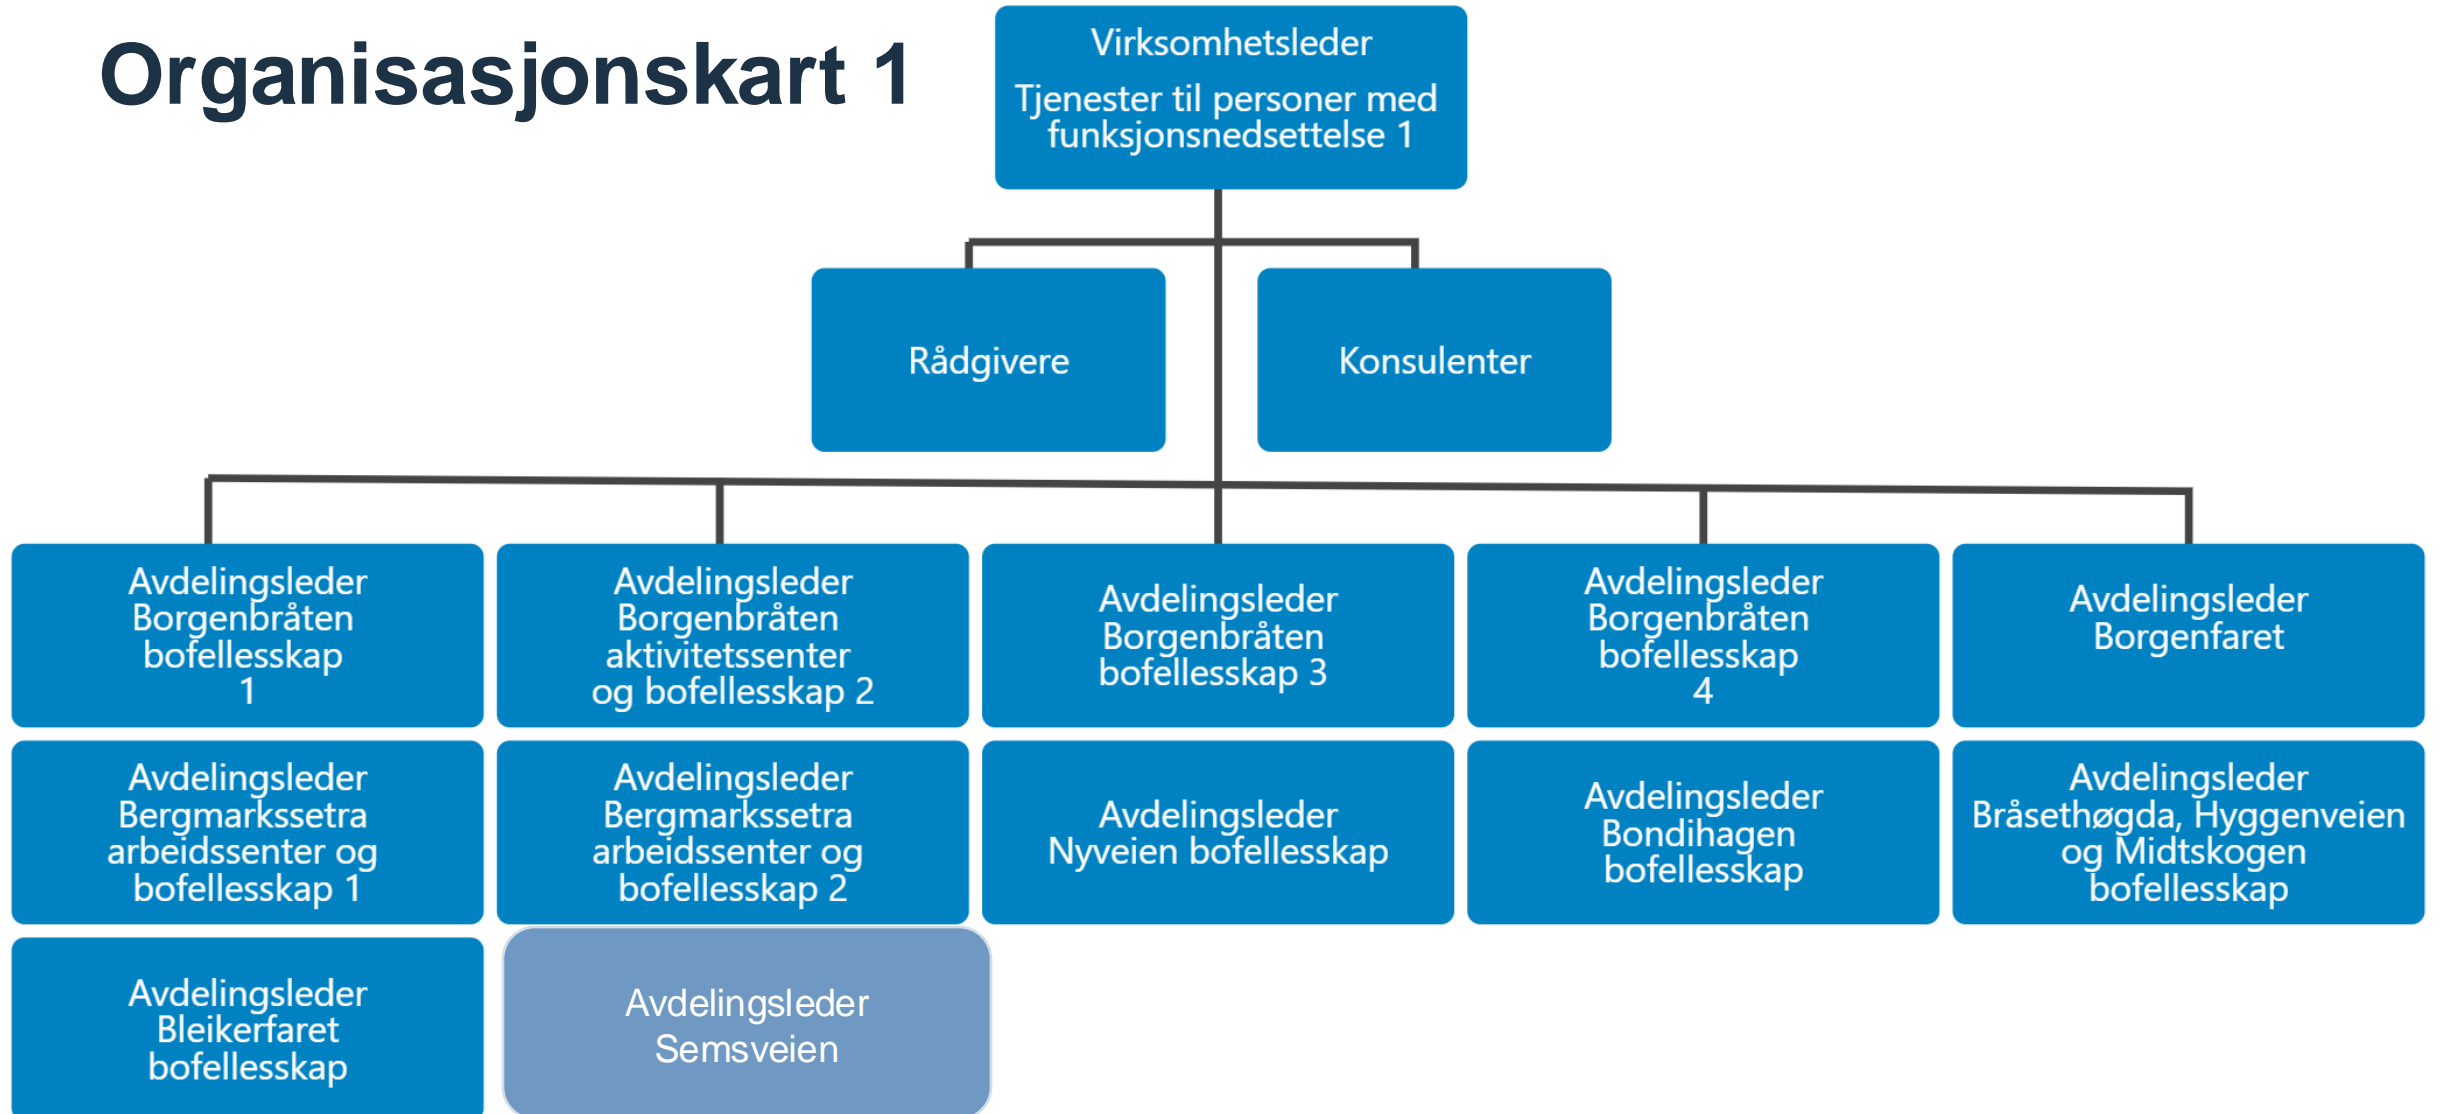 Organisasjonskart 1
Virksomhetsleder
Tjenester til personer med
funksjonsnedsettelse 1
Rådgivere
Konsulenter
Avdelingsleder
Borgenbråten
bofellesskap
1
Avdelingsleder
Borgenbråten
aktivitetssenter
og bofellesskap 2
Avdelingsleder
Borgenbråten
bofellesskap 3
Avdelingsleder
Borgenbråten
bofellesskap
4
Avdelingsleder
Borgenfaret
Avdelingsleder
Bergmarkssetra
arbeidssenter og
bofellesskap 1
Avdelingsleder
Bergmarkssetra
arbeidssenter og
bofellesskap 2
Avdelingsleder
Nyveien bofellesskap
Avdelingsleder
Bondihagen
bofellesskap
Avdelingsleder
Bråsethøgda, Hyggenveien
og Midtskogen
bofellesskap
Avdelingsleder
Bleikerfaret
bofellesskap
Avdelingsleder
Semsveien